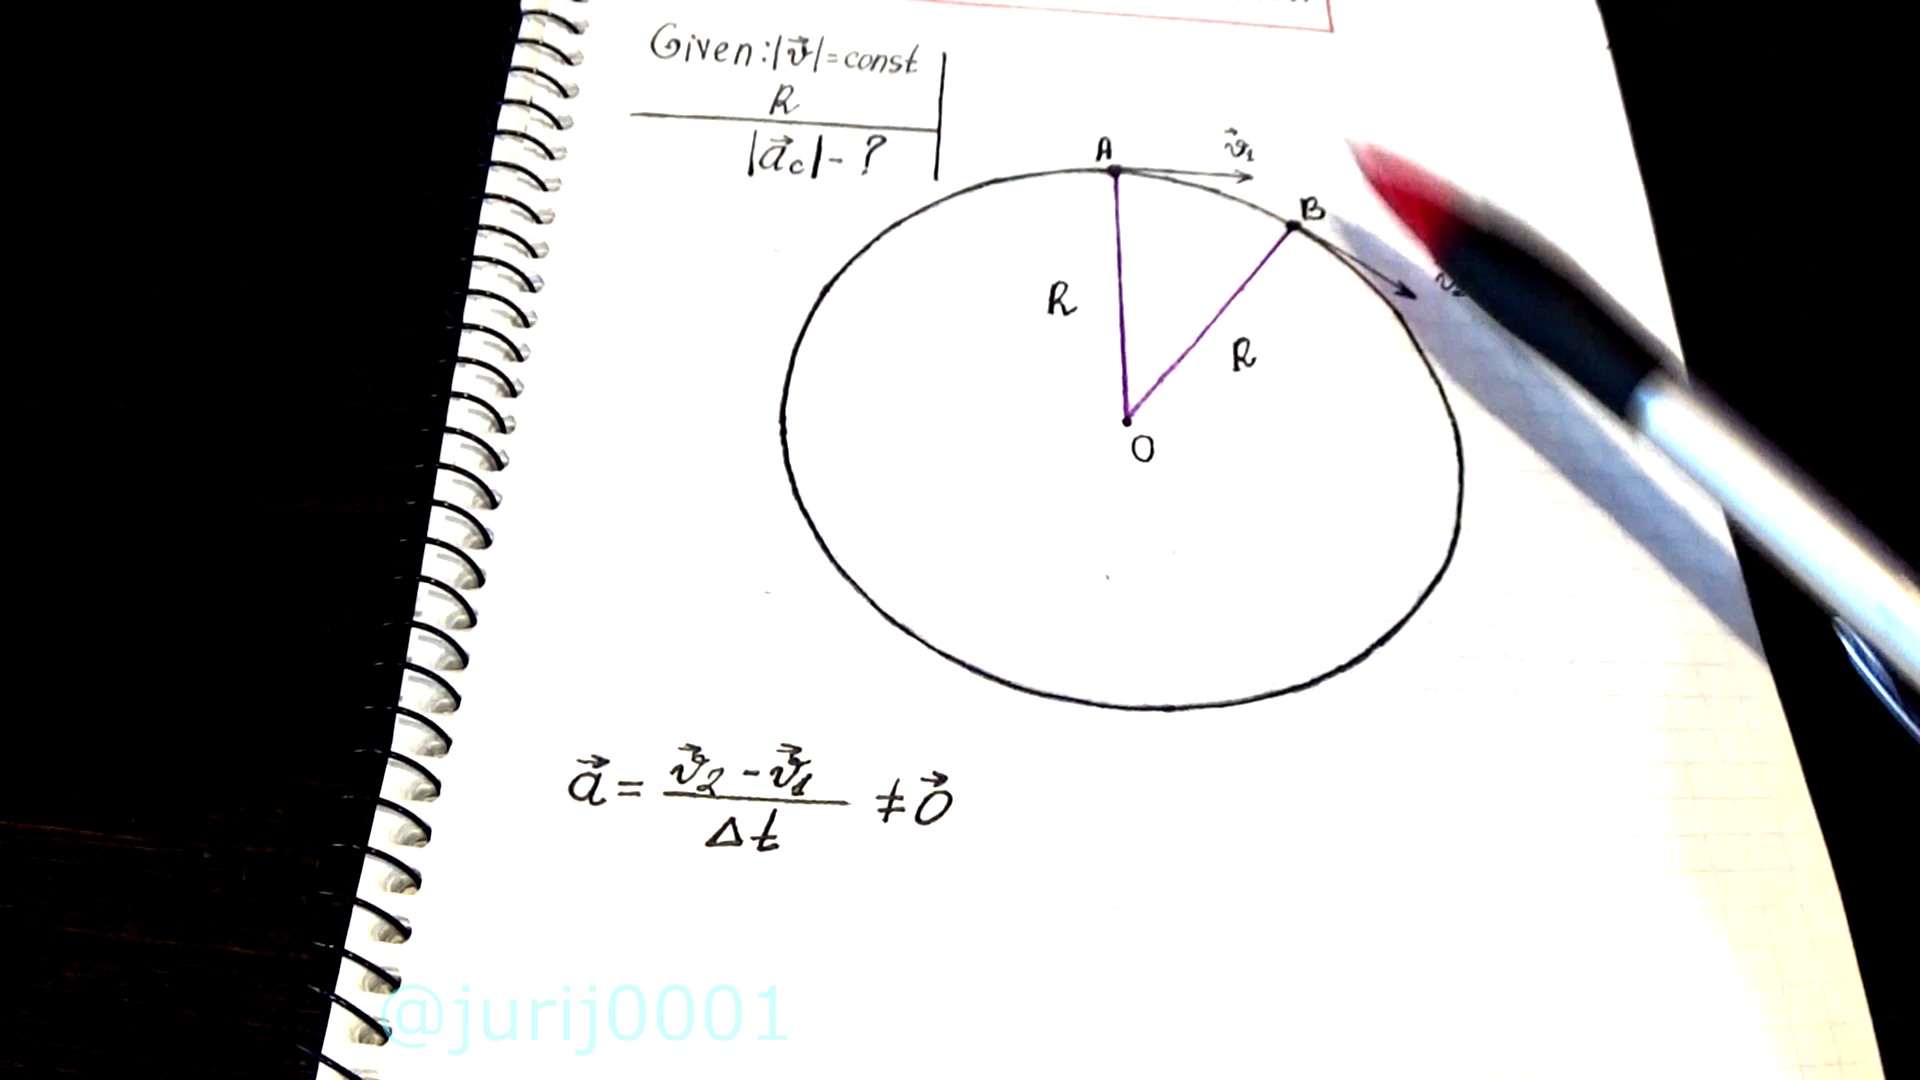 Given: |v⃗| = const
R
|a⃗c| - ?
A
v⃗1
B
R
R
O
a⃗ = (v⃗2 - v⃗1) / Δt ≠ 0⃗
@jurij0001